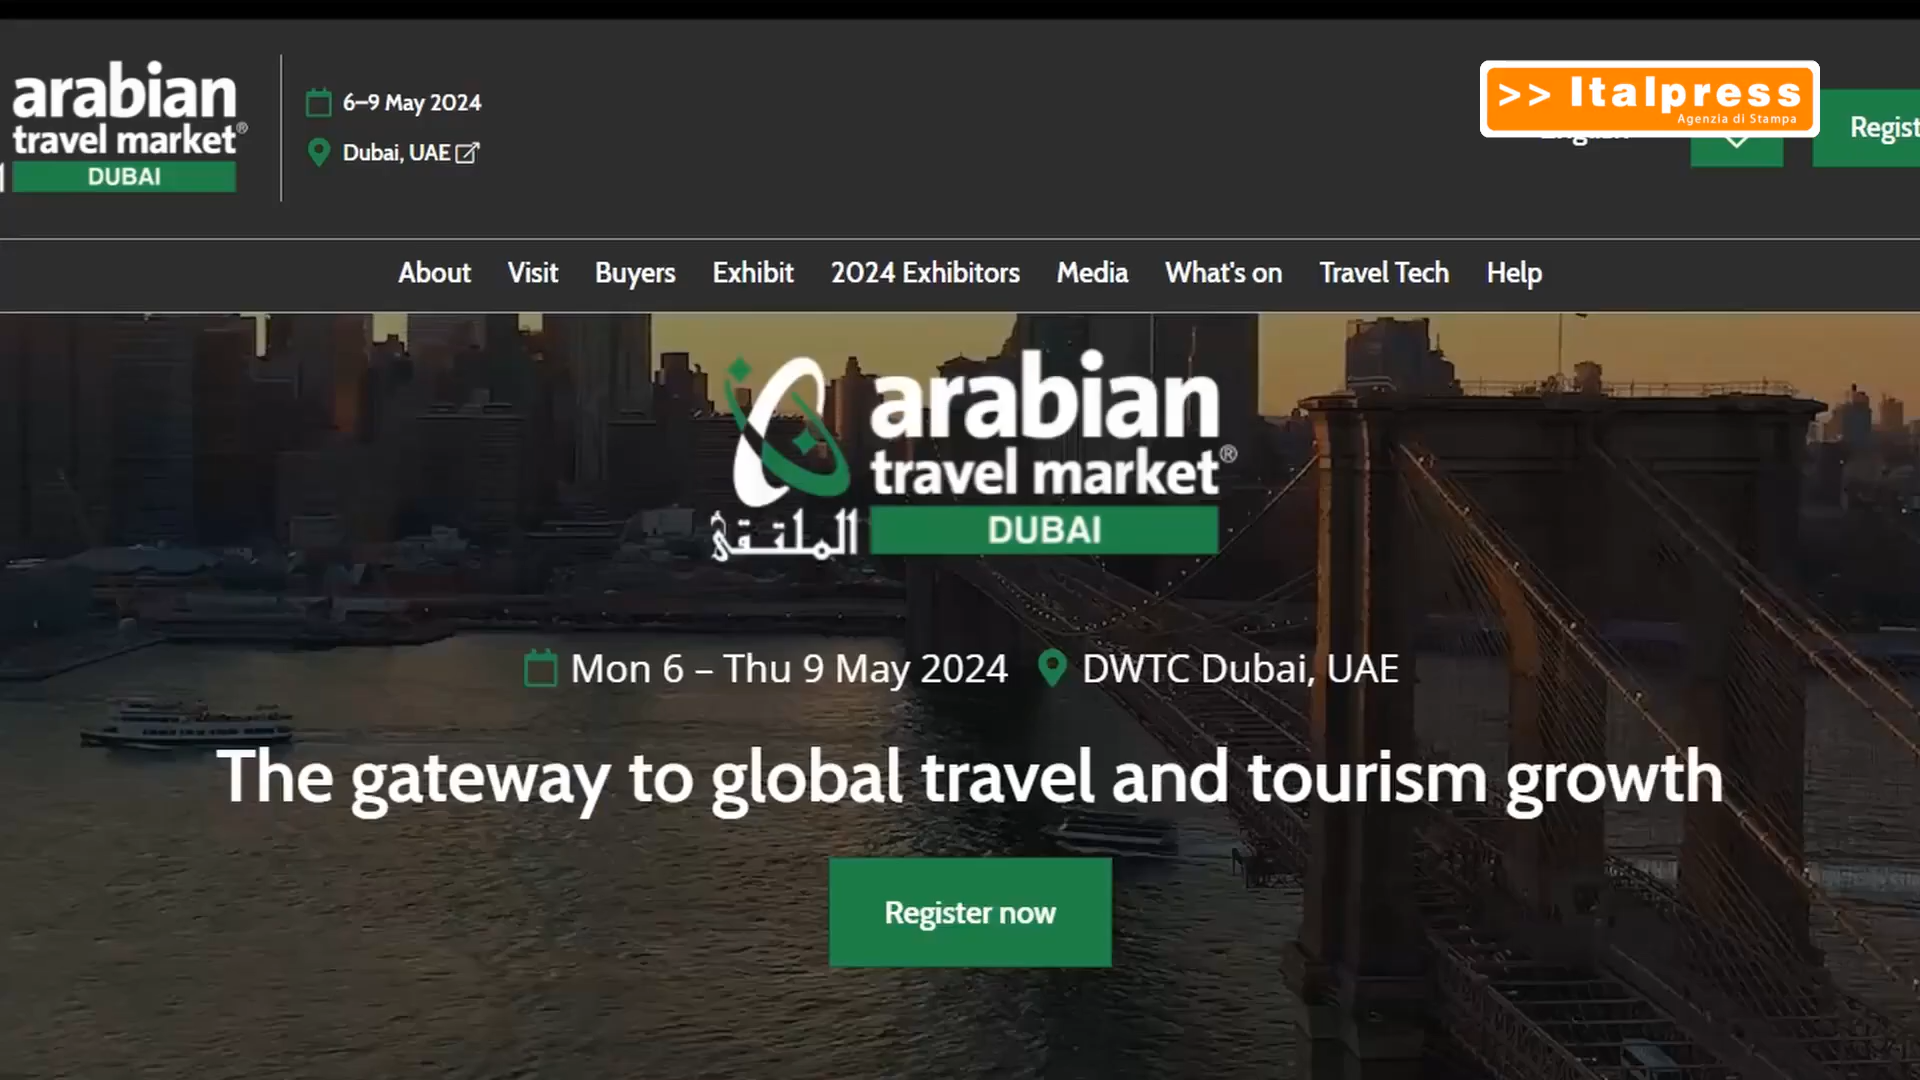 arabian
travel market®
DUBAI
6–9 May 2024
Dubai, UAE
>> Italpress
Agenzia di Stampa
English
Regist
About Visit Buyers Exhibit 2024 Exhibitors Media What's on Travel Tech Help
arabian
travel market®
الملتقى
DUBAI
Mon 6 – Thu 9 May 2024 DWTC Dubai, UAE
The gateway to global travel and tourism growth
Register now